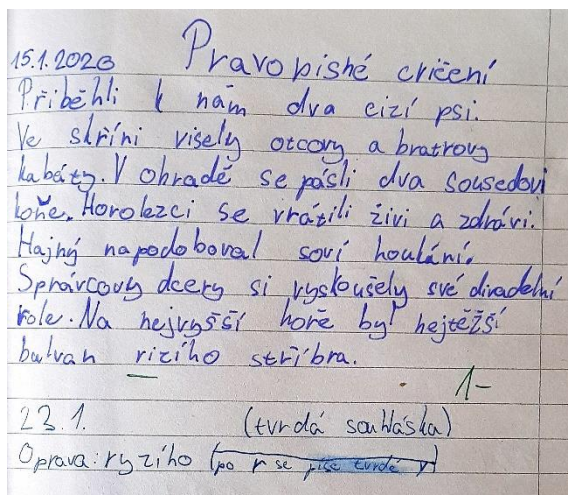 15.1.2020 Pravopisné cvičení
Přiběhli k nám dva cizí psi.
Ve skříni visely otcovy a bratrovy
kabáty. V ohradě se pásli dva sousedovi
koně. Horolezci se vrátili živi a zdrávi.
Hajný napodoboval soví houkání.
Správcovy dcery si vyskoušely své divadelní
role. Na nejvyšší hoře byl nejtěžší
balvan rizího stříbra.
1-
23.1. (tvrdá souhláska)
Oprava: ryzího (po r se píše tvrdé y)